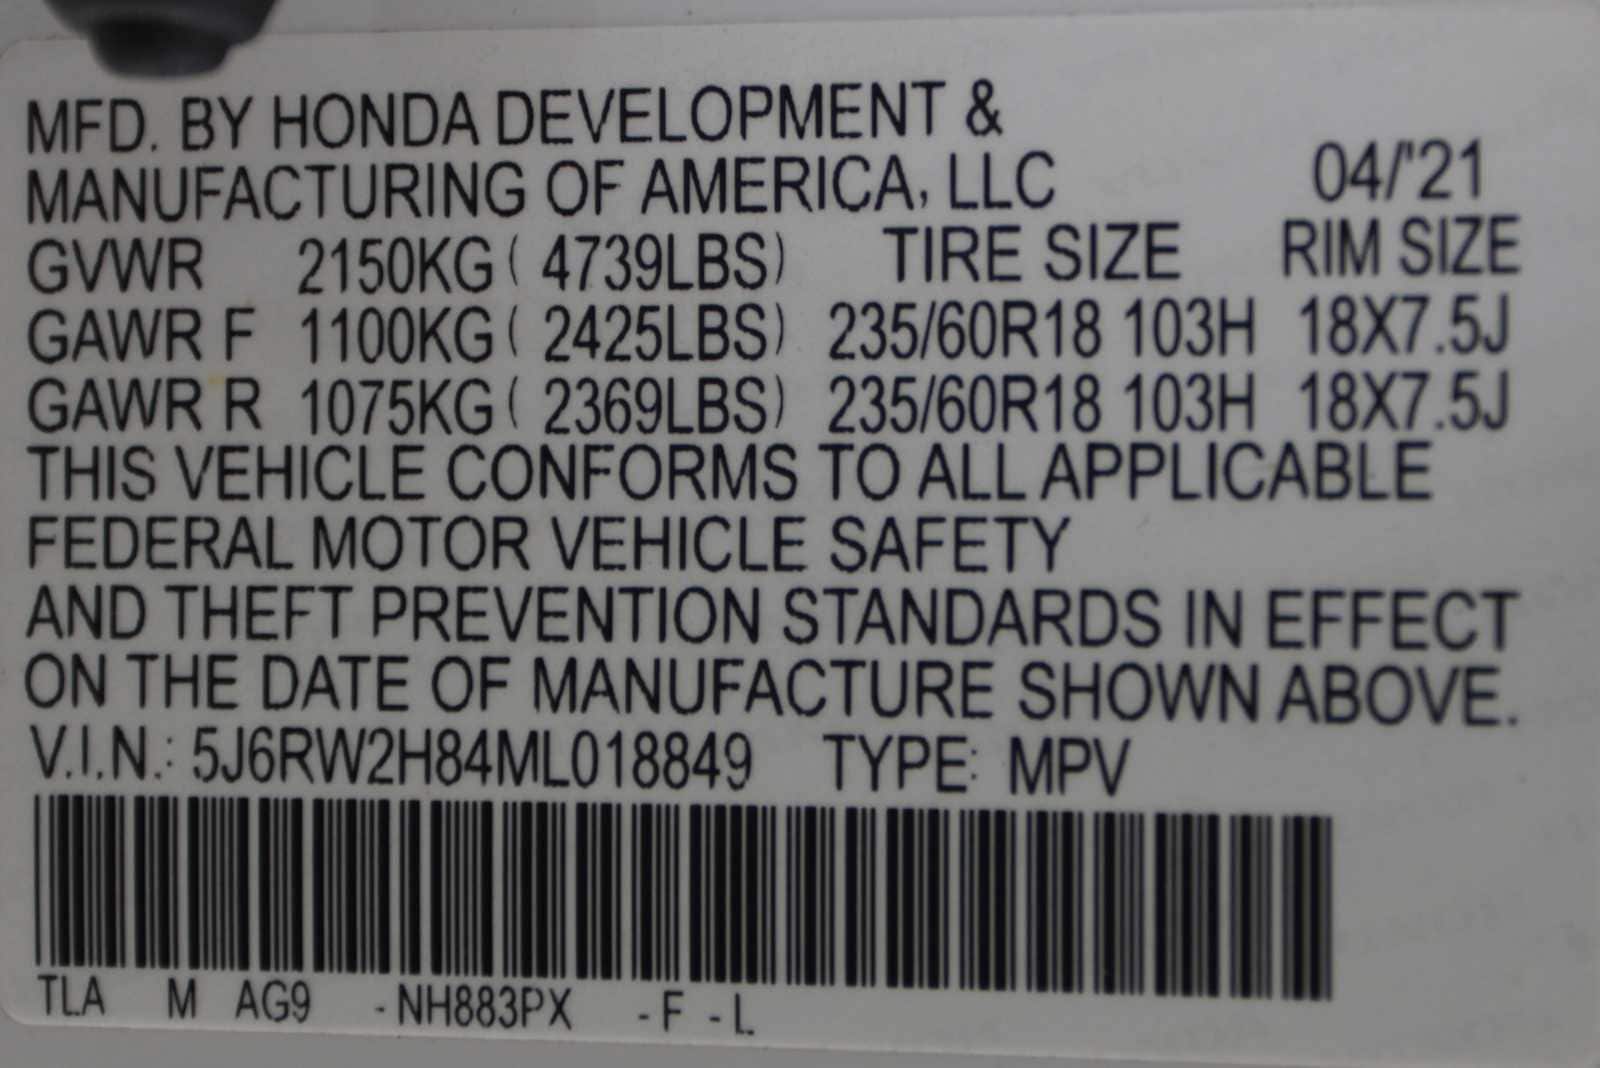 MFD. BY HONDA DEVELOPMENT &
MANUFACTURING OF AMERICA, LLC 04/'21
GVWR 2150KG ( 4739LBS) TIRE SIZE RIM SIZE
GAWR F 1100KG ( 2425LBS) 235/60R18 103H 18X7.5J
GAWR R 1075KG ( 2369LBS) 235/60R18 103H 18X7.5J
THIS VEHICLE CONFORMS TO ALL APPLICABLE
FEDERAL MOTOR VEHICLE SAFETY
AND THEFT PREVENTION STANDARDS IN EFFECT
ON THE DATE OF MANUFACTURE SHOWN ABOVE.
V.I.N.: 5J6RW2H84ML018849 TYPE: MPV
TLA M AG9 -NH883PX -F -L